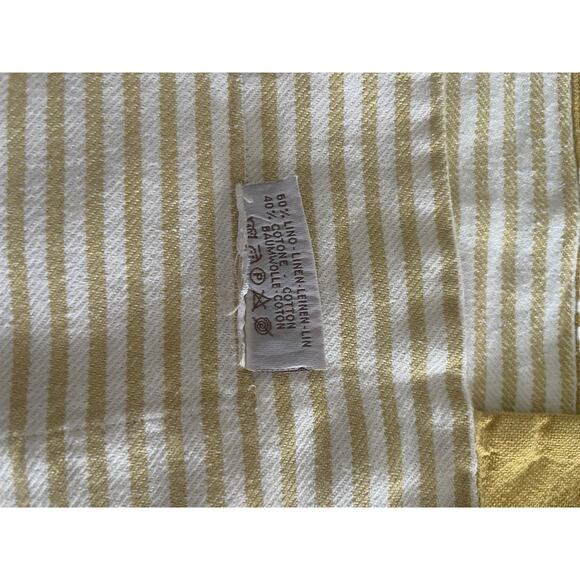 60% LINO-LINEN-LEINEN-LIN
40% COTONE · COTTON
BAUMWOLLE-COTON
P